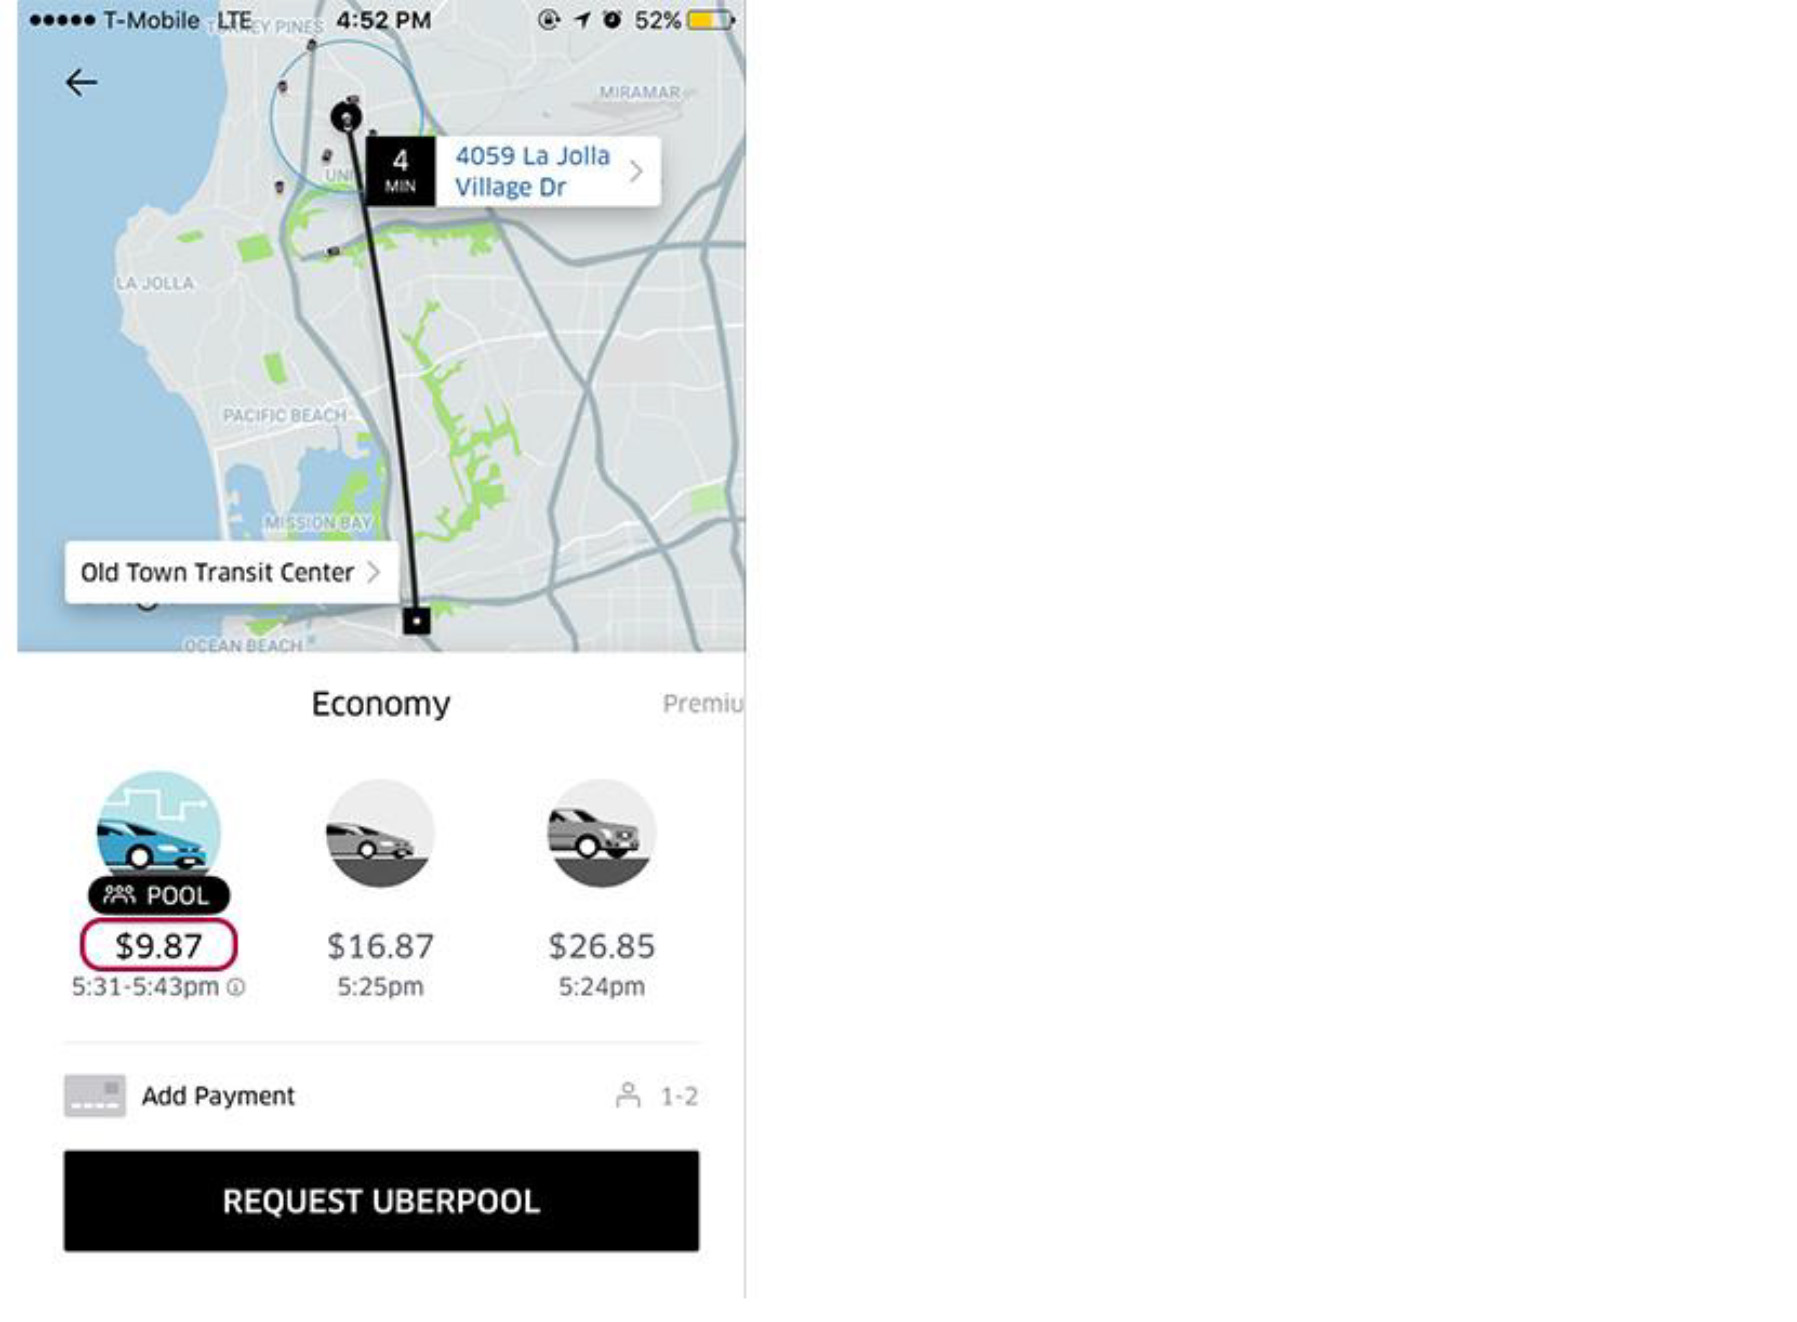 T-Mobile LTE 4:52 PM 52%
TORREY PINES
MIRAMAR
4
MIN
4059 La Jolla
Village Dr
LA JOLLA
PACIFIC BEACH
MISSION BAY
Old Town Transit Center
OCEAN BEACH
Economy Premiu
POOL
$9.87 $16.87 $26.85
5:31-5:43pm 5:25pm 5:24pm
Add Payment 1-2
REQUEST UBERPOOL